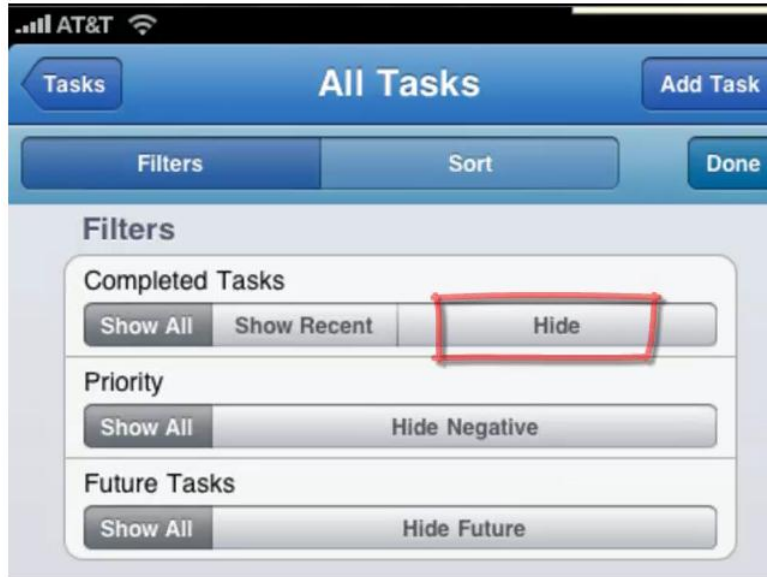 AT&T
Tasks All Tasks Add Task
Filters Sort Done
Filters
Completed Tasks
Show All Show Recent Hide
Priority
Show All Hide Negative
Future Tasks
Show All Hide Future